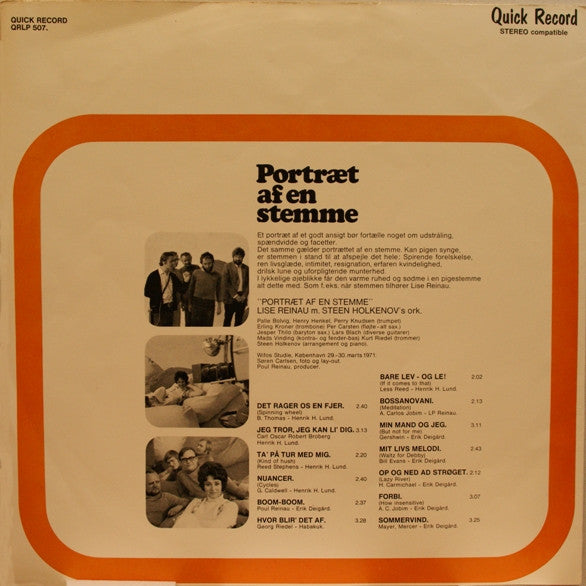 QUICK RECORD
QRLP 507.
Quick Record
STEREO compatible
Portræt
af en
stemme
Et portræt af et godt ansigt bør fortælle noget om udstråling,
spændvidde og facetter.
Det samme gælder portrættet af en stemme. Kan pigen synge,
er stemmen i stand til at afspejle det hele: Spirende forelskelse,
ren livsglæde, intimitet, resignation, erfaren kvindelighed,
drilsk lune og uforpligtende munterhed.
I lykkelige øjeblikke får den varme ruhed og sødme i en pigestemme
alt dette med. Som f.eks. når stemmen tilhører Lise Reinau.
"PORTRÆT AF EN STEMME"
LISE REINAU m. STEEN HOLKENOV's ork.
Palle Bolvig, Henry Henkel, Perry Knudsen (trumpet)
Erling Kroner (trombone) Per Carsten (fløjte - alt sax.)
Jesper Thilo (baryton sax.) Lars Blach (diverse guitarer)
Mads Vinding (kontra- og fender-bas) Kurt Riedel (trommer)
Steen Holkenov (arrangement og piano).
Wifos Studie, København 29.-30. marts 1971:
Søren Carlsen, foto og lay-out.
Poul Reinau, producer.
DET RAGER OS EN FJER. 2.40
(Spinning wheel)
B. Thomas - Henrik H. Lund.
JEG TROR, JEG KAN LI' DIG. 3.13
Carl Oscar Robert Broberg
Henrik H. Lund.
TA' PÅ TUR MED MIG. 2.20
(Kind of hush)
Reed Stephens - Henrik H. Lund.
NUANCER. 2.40
(Cycles)
G. Caldwell - Henrik H. Lund.
BOOM-BOOM. 2.37
Poul Reinau - Erik Deigård.
HVOR BLIR' DET AF. 3.28
Georg Rieder - Habakuk.
BARE LEV - OG LE! 2.02
(If it comes to that)
Less Reed - Henrik H. Lund.
BOSSANOVANI. 2.13
(Meditation)
A. Carlos Jobim - LP Reinau.
MIN MAND OG JEG. 3.11
(But not for me)
Gershwin - Erik Deigård.
MIT LIVS MELODI. 2.43
(Waltz for Debby)
Bill Evans - Erik Deigård.
OP OG NED AD STRØGET. 2.12
(Lazy River)
H. Carmichael - Erik Deigård.
FORBI. 3.07
(How insensitive)
A. C. Jobim - Erik Deigård.
SOMMERVIND. 3.25
Mayer, Mercer - Erik Deigård.